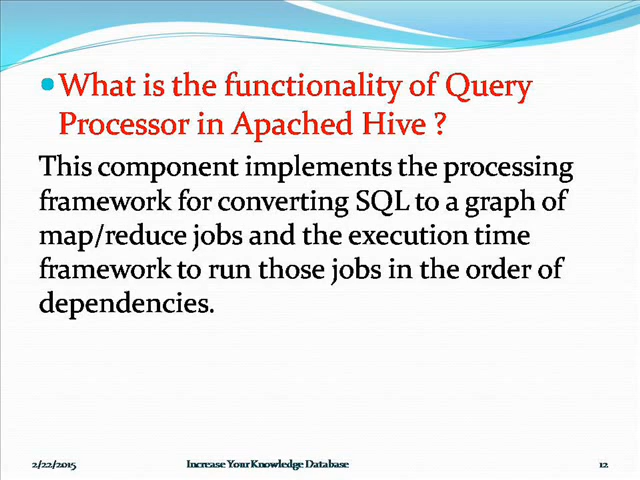 What is the functionality of Query
Processor in Apached Hive ?
This component implements the processing
framework for converting SQL to a graph of
map/reduce jobs and the execution time
framework to run those jobs in the order of
dependencies.
2/22/2015 Increase Your Knowledge Database 12